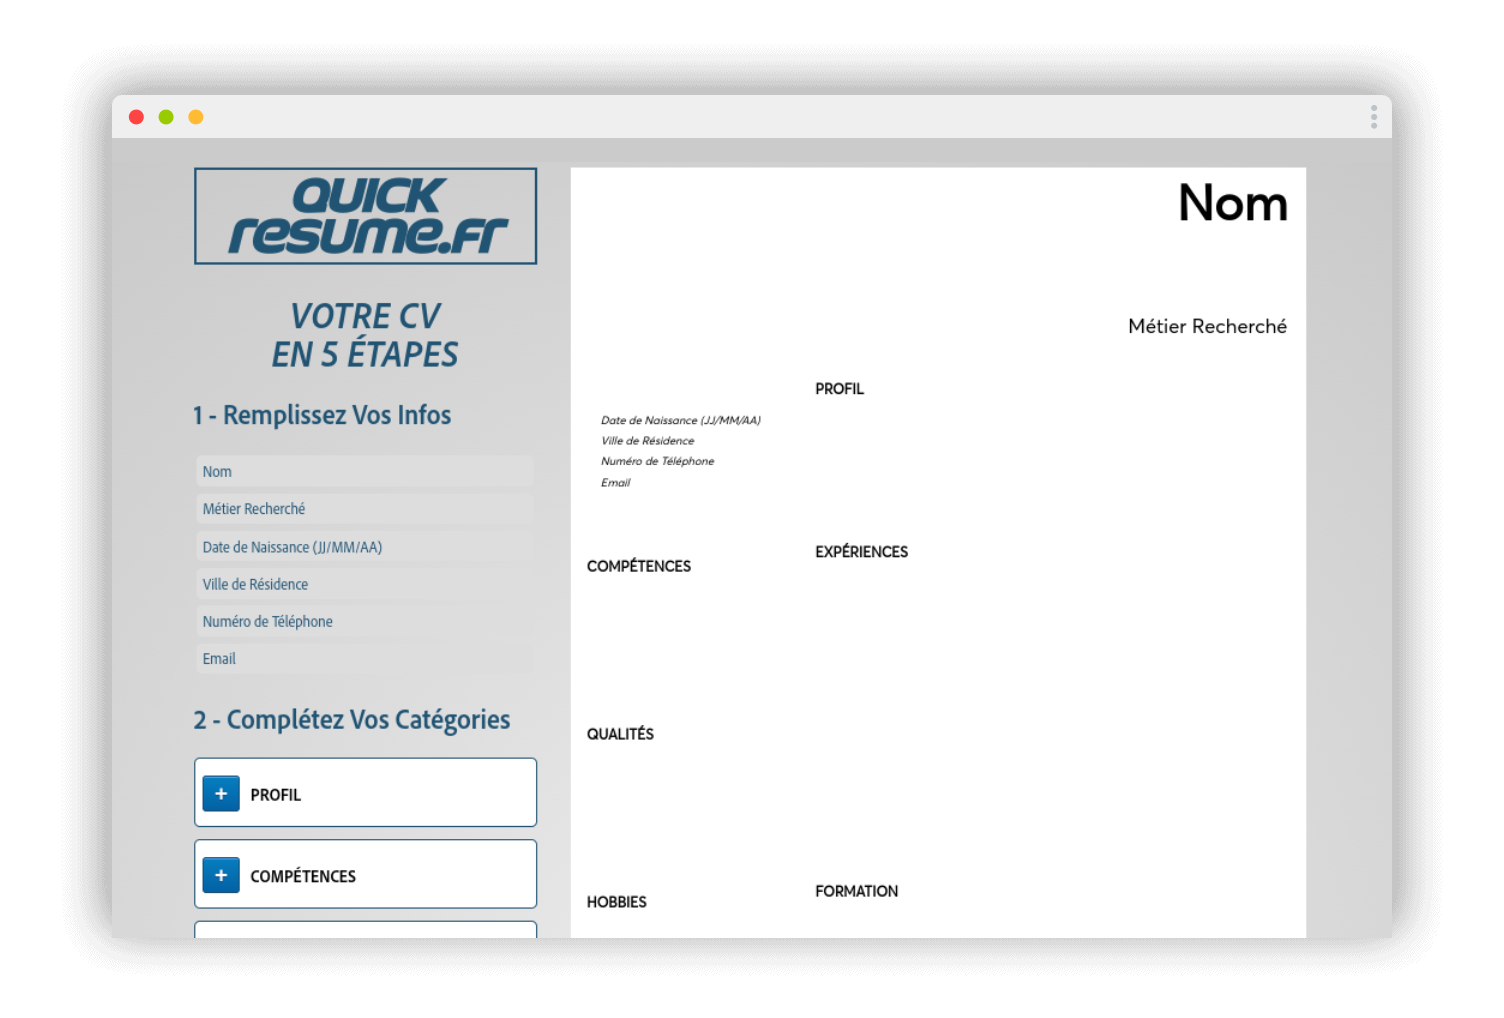 QUICK
resume.fr
VOTRE CV
EN 5 ÉTAPES
1 - Remplissez Vos Infos
Nom
Métier Recherché
Date de Naissance (JJ/MM/AA)
Ville de Résidence
Numéro de Téléphone
Email
2 - Complétez Vos Catégories
+ PROFIL
+ COMPÉTENCES
Nom
Métier Recherché
Date de Naissance (JJ/MM/AA)
Ville de Résidence
Numéro de Téléphone
Email
COMPÉTENCES
QUALITÉS
HOBBIES
PROFIL
EXPÉRIENCES
FORMATION